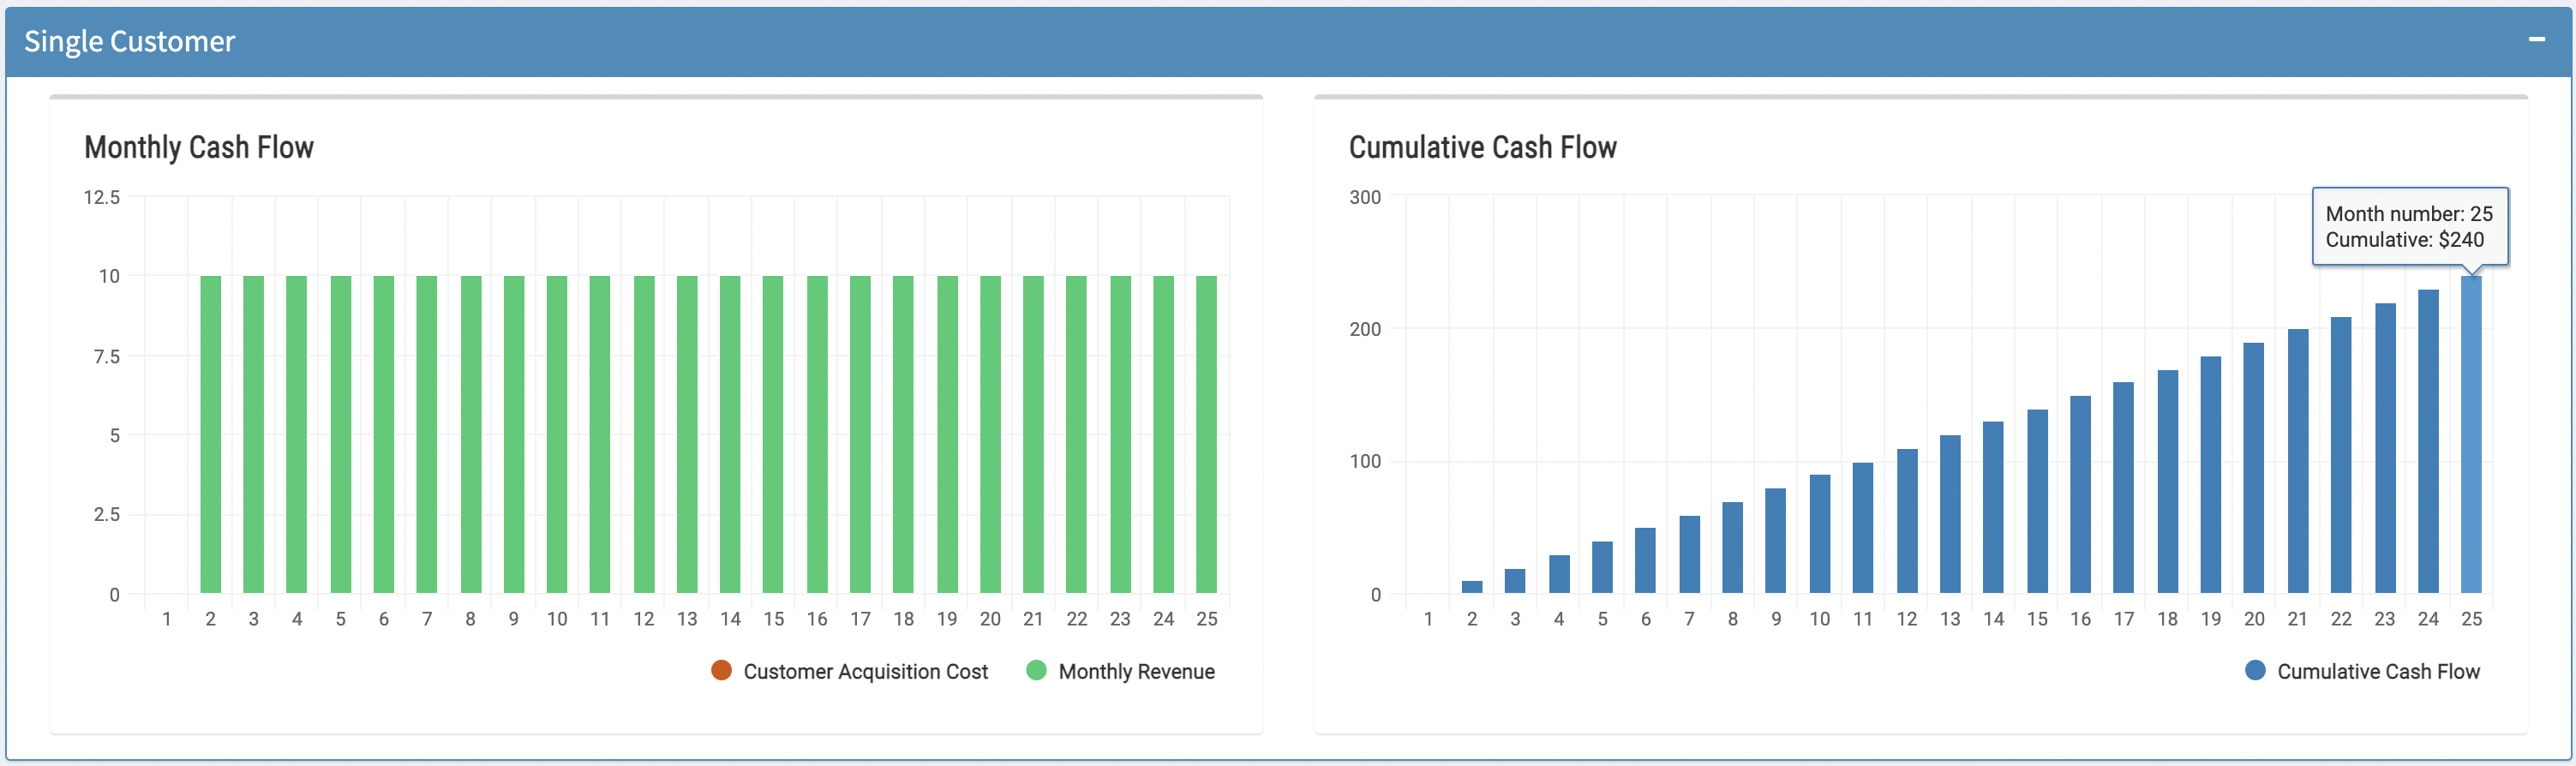 Single Customer
Monthly Cash Flow
12.5
10
7.5
5
2.5
0
1 2 3 4 5 6 7 8 9 10 11 12 13 14 15 16 17 18 19 20 21 22 23 24 25
Customer Acquisition Cost Monthly Revenue
Cumulative Cash Flow
300
200
100
0
Month number: 25
Cumulative: $240
1 2 3 4 5 6 7 8 9 10 11 12 13 14 15 16 17 18 19 20 21 22 23 24 25
Cumulative Cash Flow